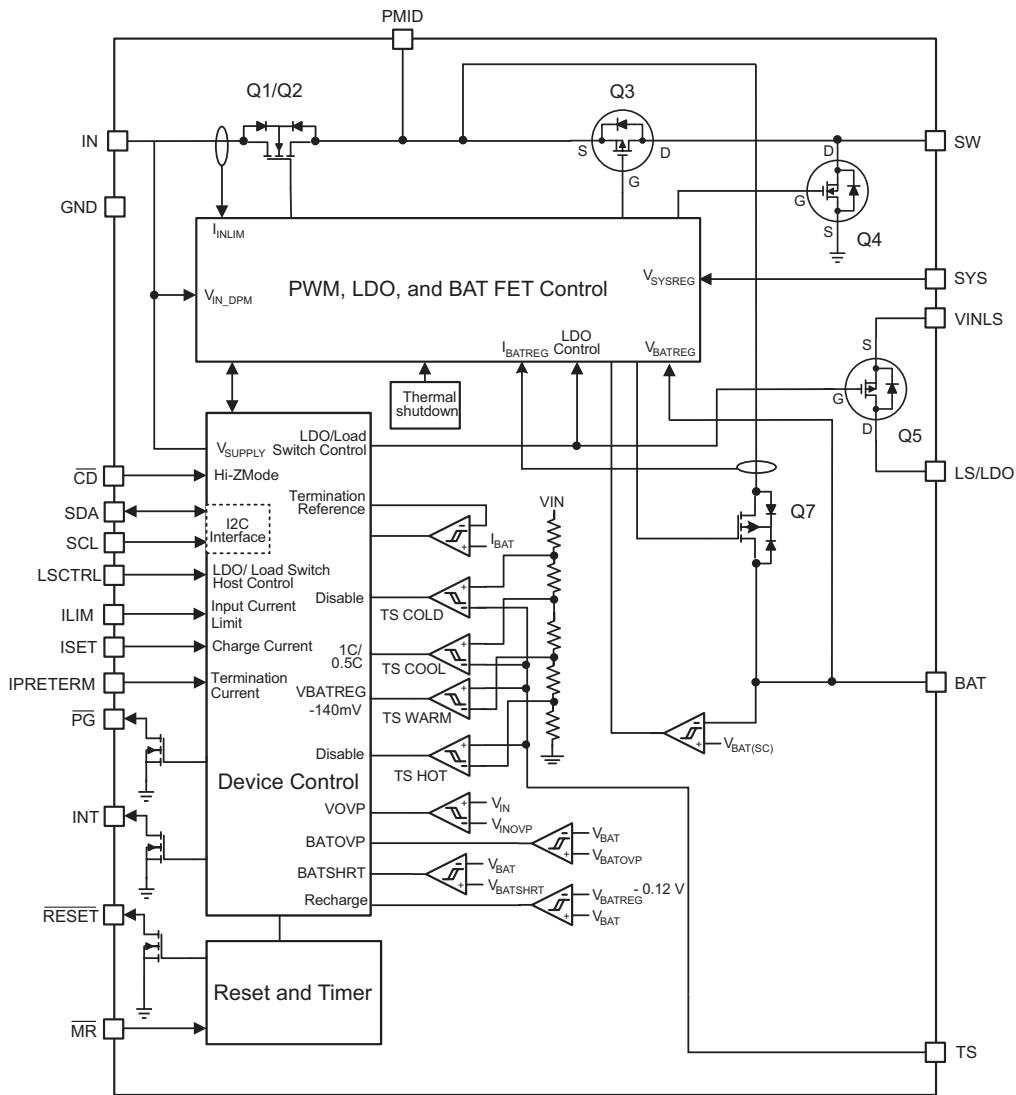 PMID
Q1/Q2
Q3
IN
S
D
G
D
SW
G
S
Q4
GND
IINLIM
PWM, LDO, and BAT FET Control
VIN_DPM
VSYSREG
SYS
VINLS
IBATREG
LDO
Control
VBATREG
S
G
D
Q5
Thermal
shutdown
VSUPPLY
LDO/Load
Switch Control
LS/LDO
CD
Hi-ZMode
SDA
I2C
Interface
SCL
Termination
Reference
IBAT
VIN
Q7
LSCTRL
LDO/ Load Switch
Host Control
Disable
TS COLD
ILIM
Input Current
Limit
ISET
Charge Current
1C/
0.5C
TS COOL
IPRETERM
Termination
Current
VBATREG
-140mV
TS WARM
BAT
PG
VBAT(SC)
Disable
TS HOT
Device Control
INT
VOVP
VIN
VINOVP
BATOVP
VBAT
VBATOVP
BATSHRT
VBAT
VBATSHRT
Recharge
VBATREG - 0.12 V
VBAT
RESET
Reset and Timer
MR
TS